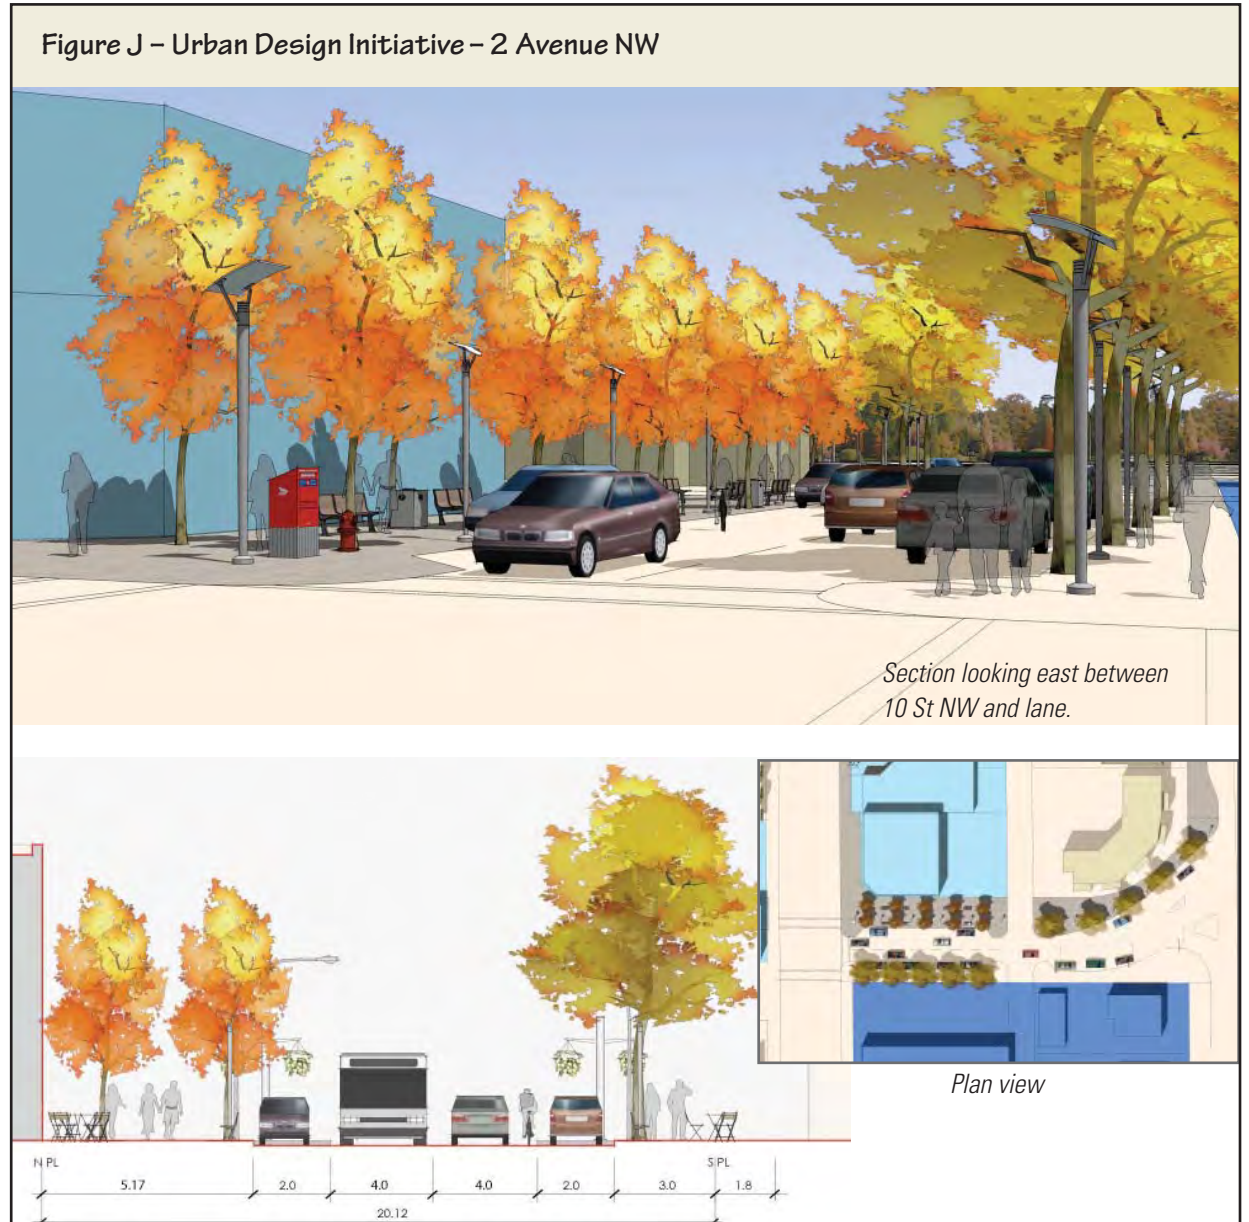 Figure J – Urban Design Initiative – 2 Avenue NW
Section looking east between
10 St NW and lane.
Plan view
N PL
S PL
5.17
2.0
4.0
4.0
2.0
3.0
1.8
20.12